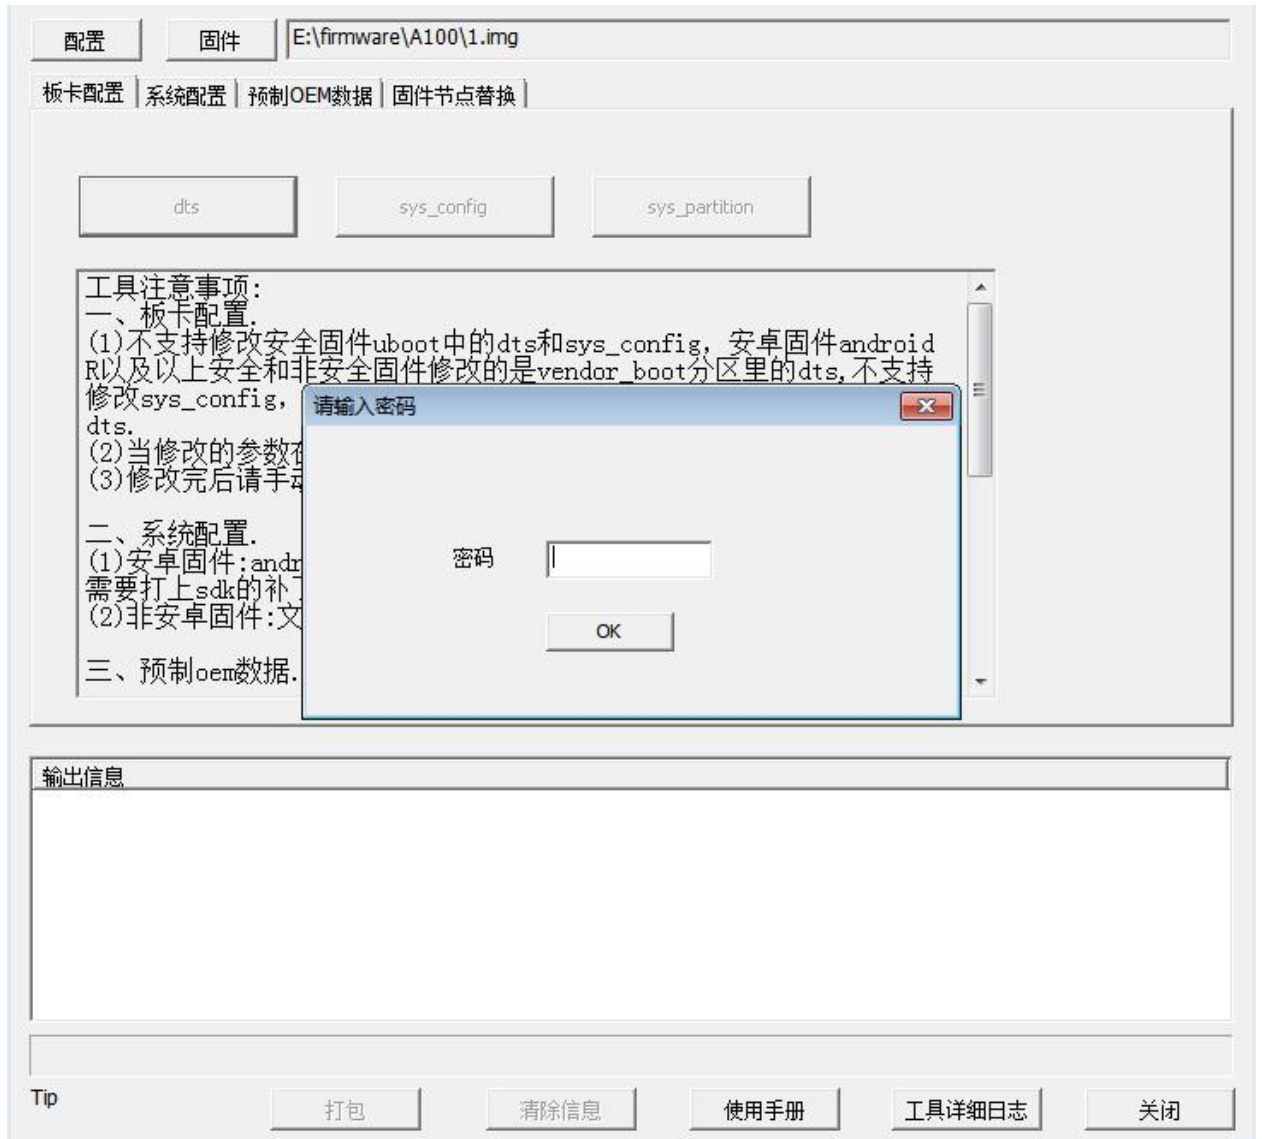 配置
固件
E:\firmware\A100\1.img
板卡配置
系统配置
预制OEM数据
固件节点替换
dts
sys_config
sys_partition
工具注意事项:
一、板卡配置.
(1)不支持修改安全固件uboot中的dts和sys_config, 安卓固件android
R以及以上安全和非安全固件修改的是vendor_boot分区里的dts,不支持
修改sys_config,
dts.
(2)当修改的参数在
(3)修改完后请手动
二、系统配置.
(1)安卓固件:andr
需要打上sdk的补丁
(2)非安卓固件:文
三、预制oem数据.
请输入密码
密码
OK
输出信息
Tip
打包
清除信息
使用手册
工具详细日志
关闭